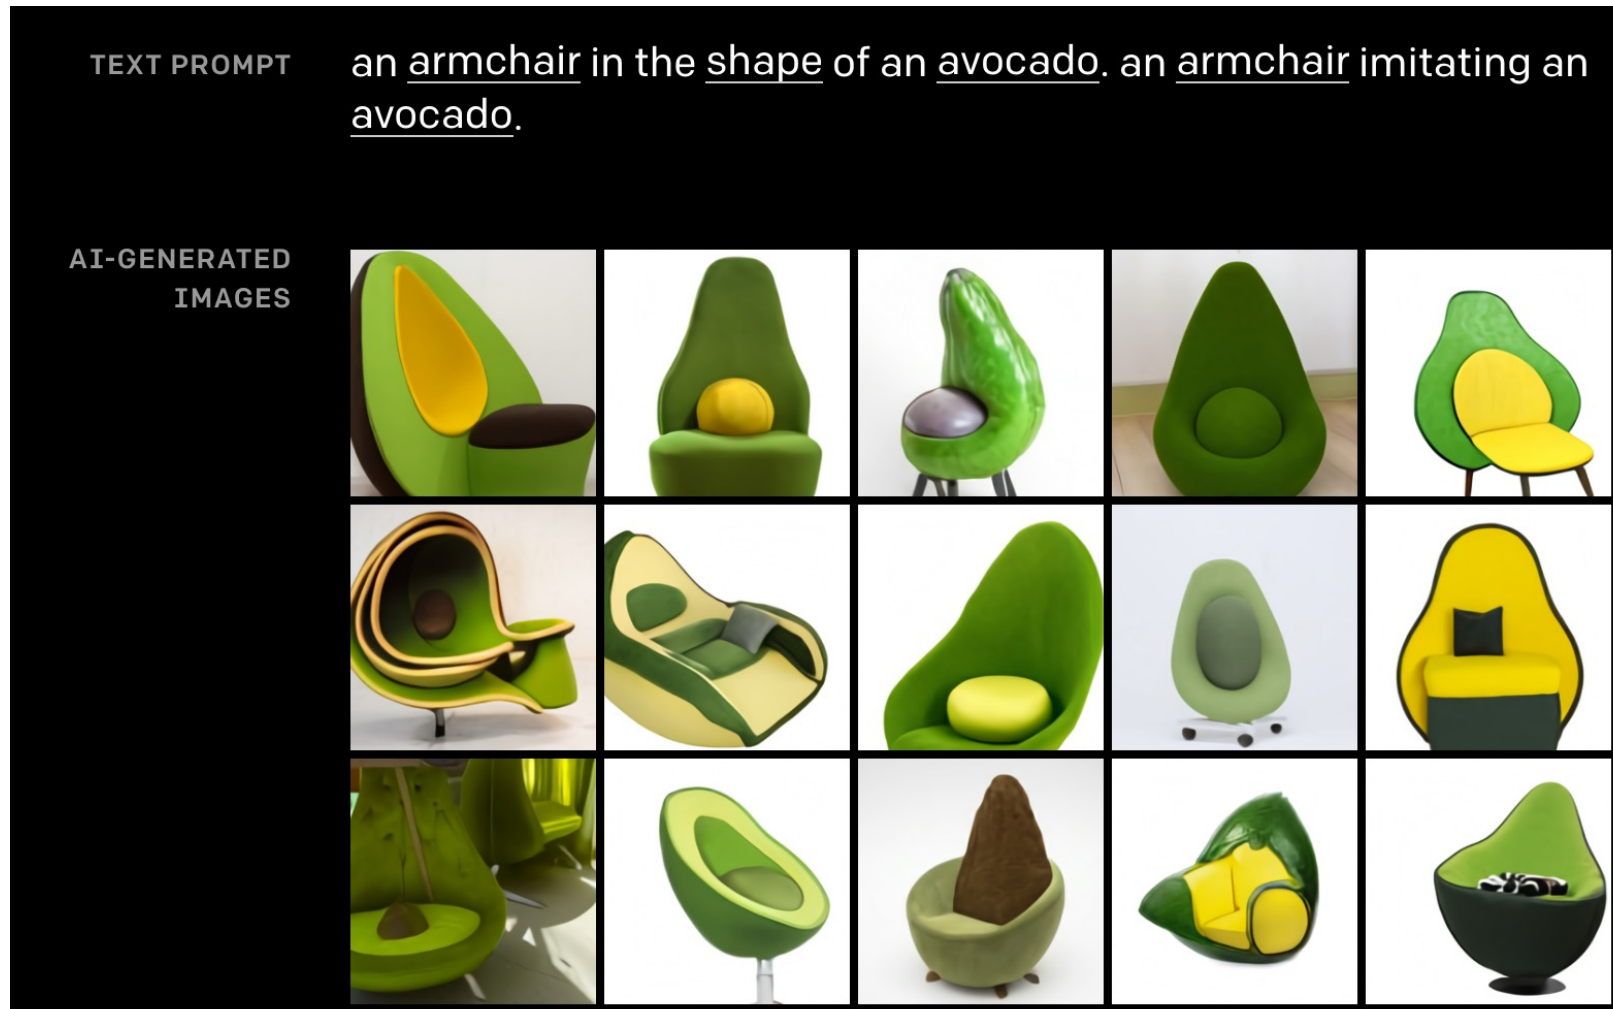 TEXT PROMPT
an armchair in the shape of an avocado. an armchair imitating an
avocado.
AI-GENERATED
IMAGES